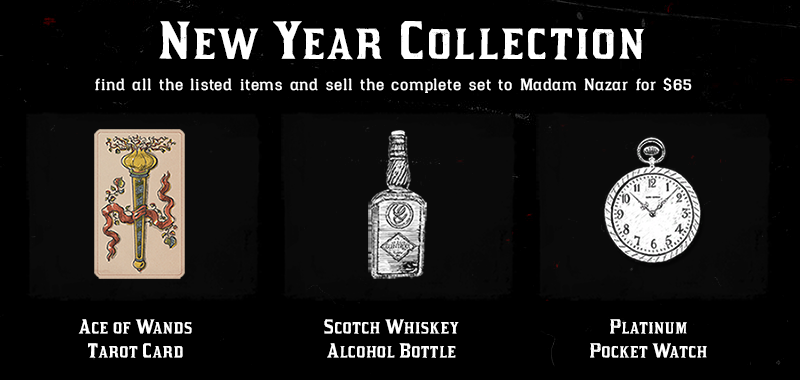 New Year Collection
find all the listed items and sell the complete set to Madam Nazar for $65
Ace of Wands
Tarot Card
Scotch Whiskey
Alcohol Bottle
Platinum
Pocket Watch